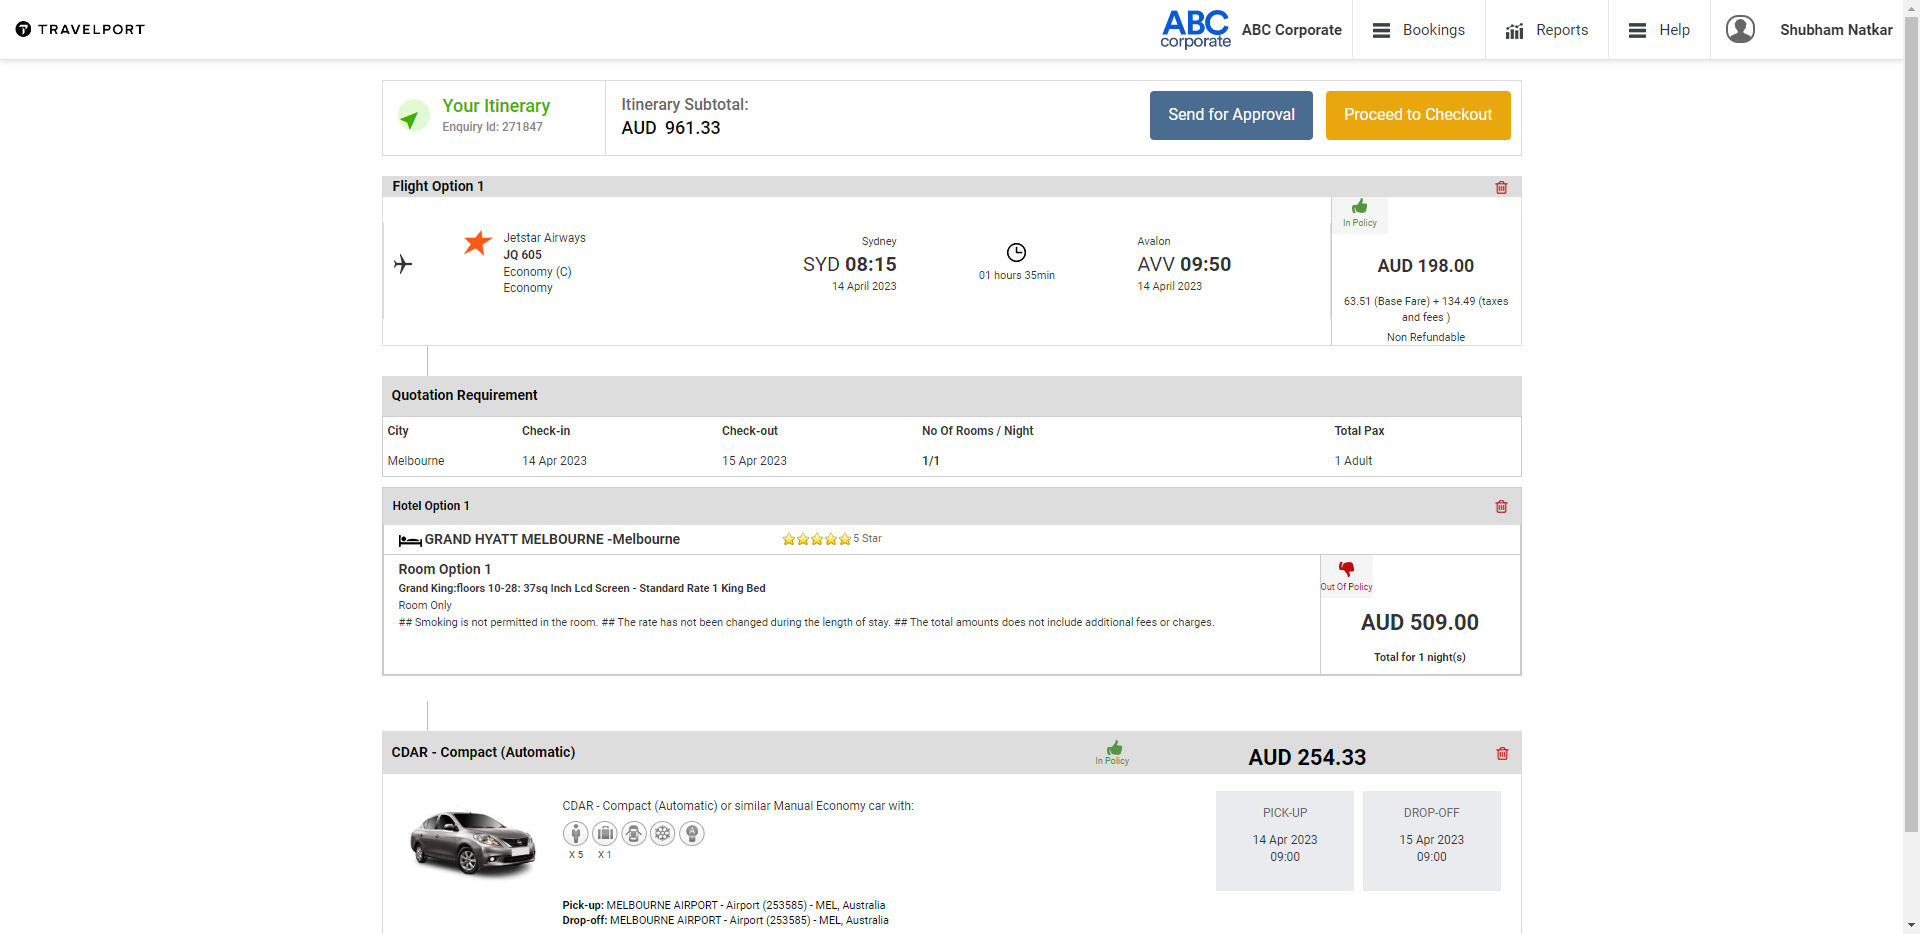 TRAVELPORT
ABC
corporate
ABC Corporate
Bookings
Reports
Help
Shubham Natkar
Your Itinerary
Enquiry Id: 271847
Itinerary Subtotal:
AUD 961.33
Send for Approval
Proceed to Checkout
Flight Option 1
In Policy
Jetstar Airways
JQ 605
Economy (C)
Economy
Sydney
SYD 08:15
14 April 2023
01 hours 35min
Avalon
AVV 09:50
14 April 2023
AUD 198.00
63.51 (Base Fare) + 134.49 (taxes
and fees )
Non Refundable
Quotation Requirement
City Check-in Check-out No Of Rooms / Night Total Pax
Melbourne 14 Apr 2023 15 Apr 2023 1/1 1 Adult
Hotel Option 1
GRAND HYATT MELBOURNE -Melbourne 5 Star
Room Option 1
Grand King:floors 10-28: 37sq Inch Lcd Screen - Standard Rate 1 King Bed
Room Only
## Smoking is not permitted in the room. ## The rate has not been changed during the length of stay. ## The total amounts does not include additional fees or charges.
Out Of Policy
AUD 509.00
Total for 1 night(s)
CDAR - Compact (Automatic)
In Policy
AUD 254.33
CDAR - Compact (Automatic) or similar Manual Economy car with:
X 5 X 1
PICK-UP
14 Apr 2023
09:00
DROP-OFF
15 Apr 2023
09:00
Pick-up: MELBOURNE AIRPORT - Airport (253585) - MEL, Australia
Drop-off: MELBOURNE AIRPORT - Airport (253585) - MEL, Australia